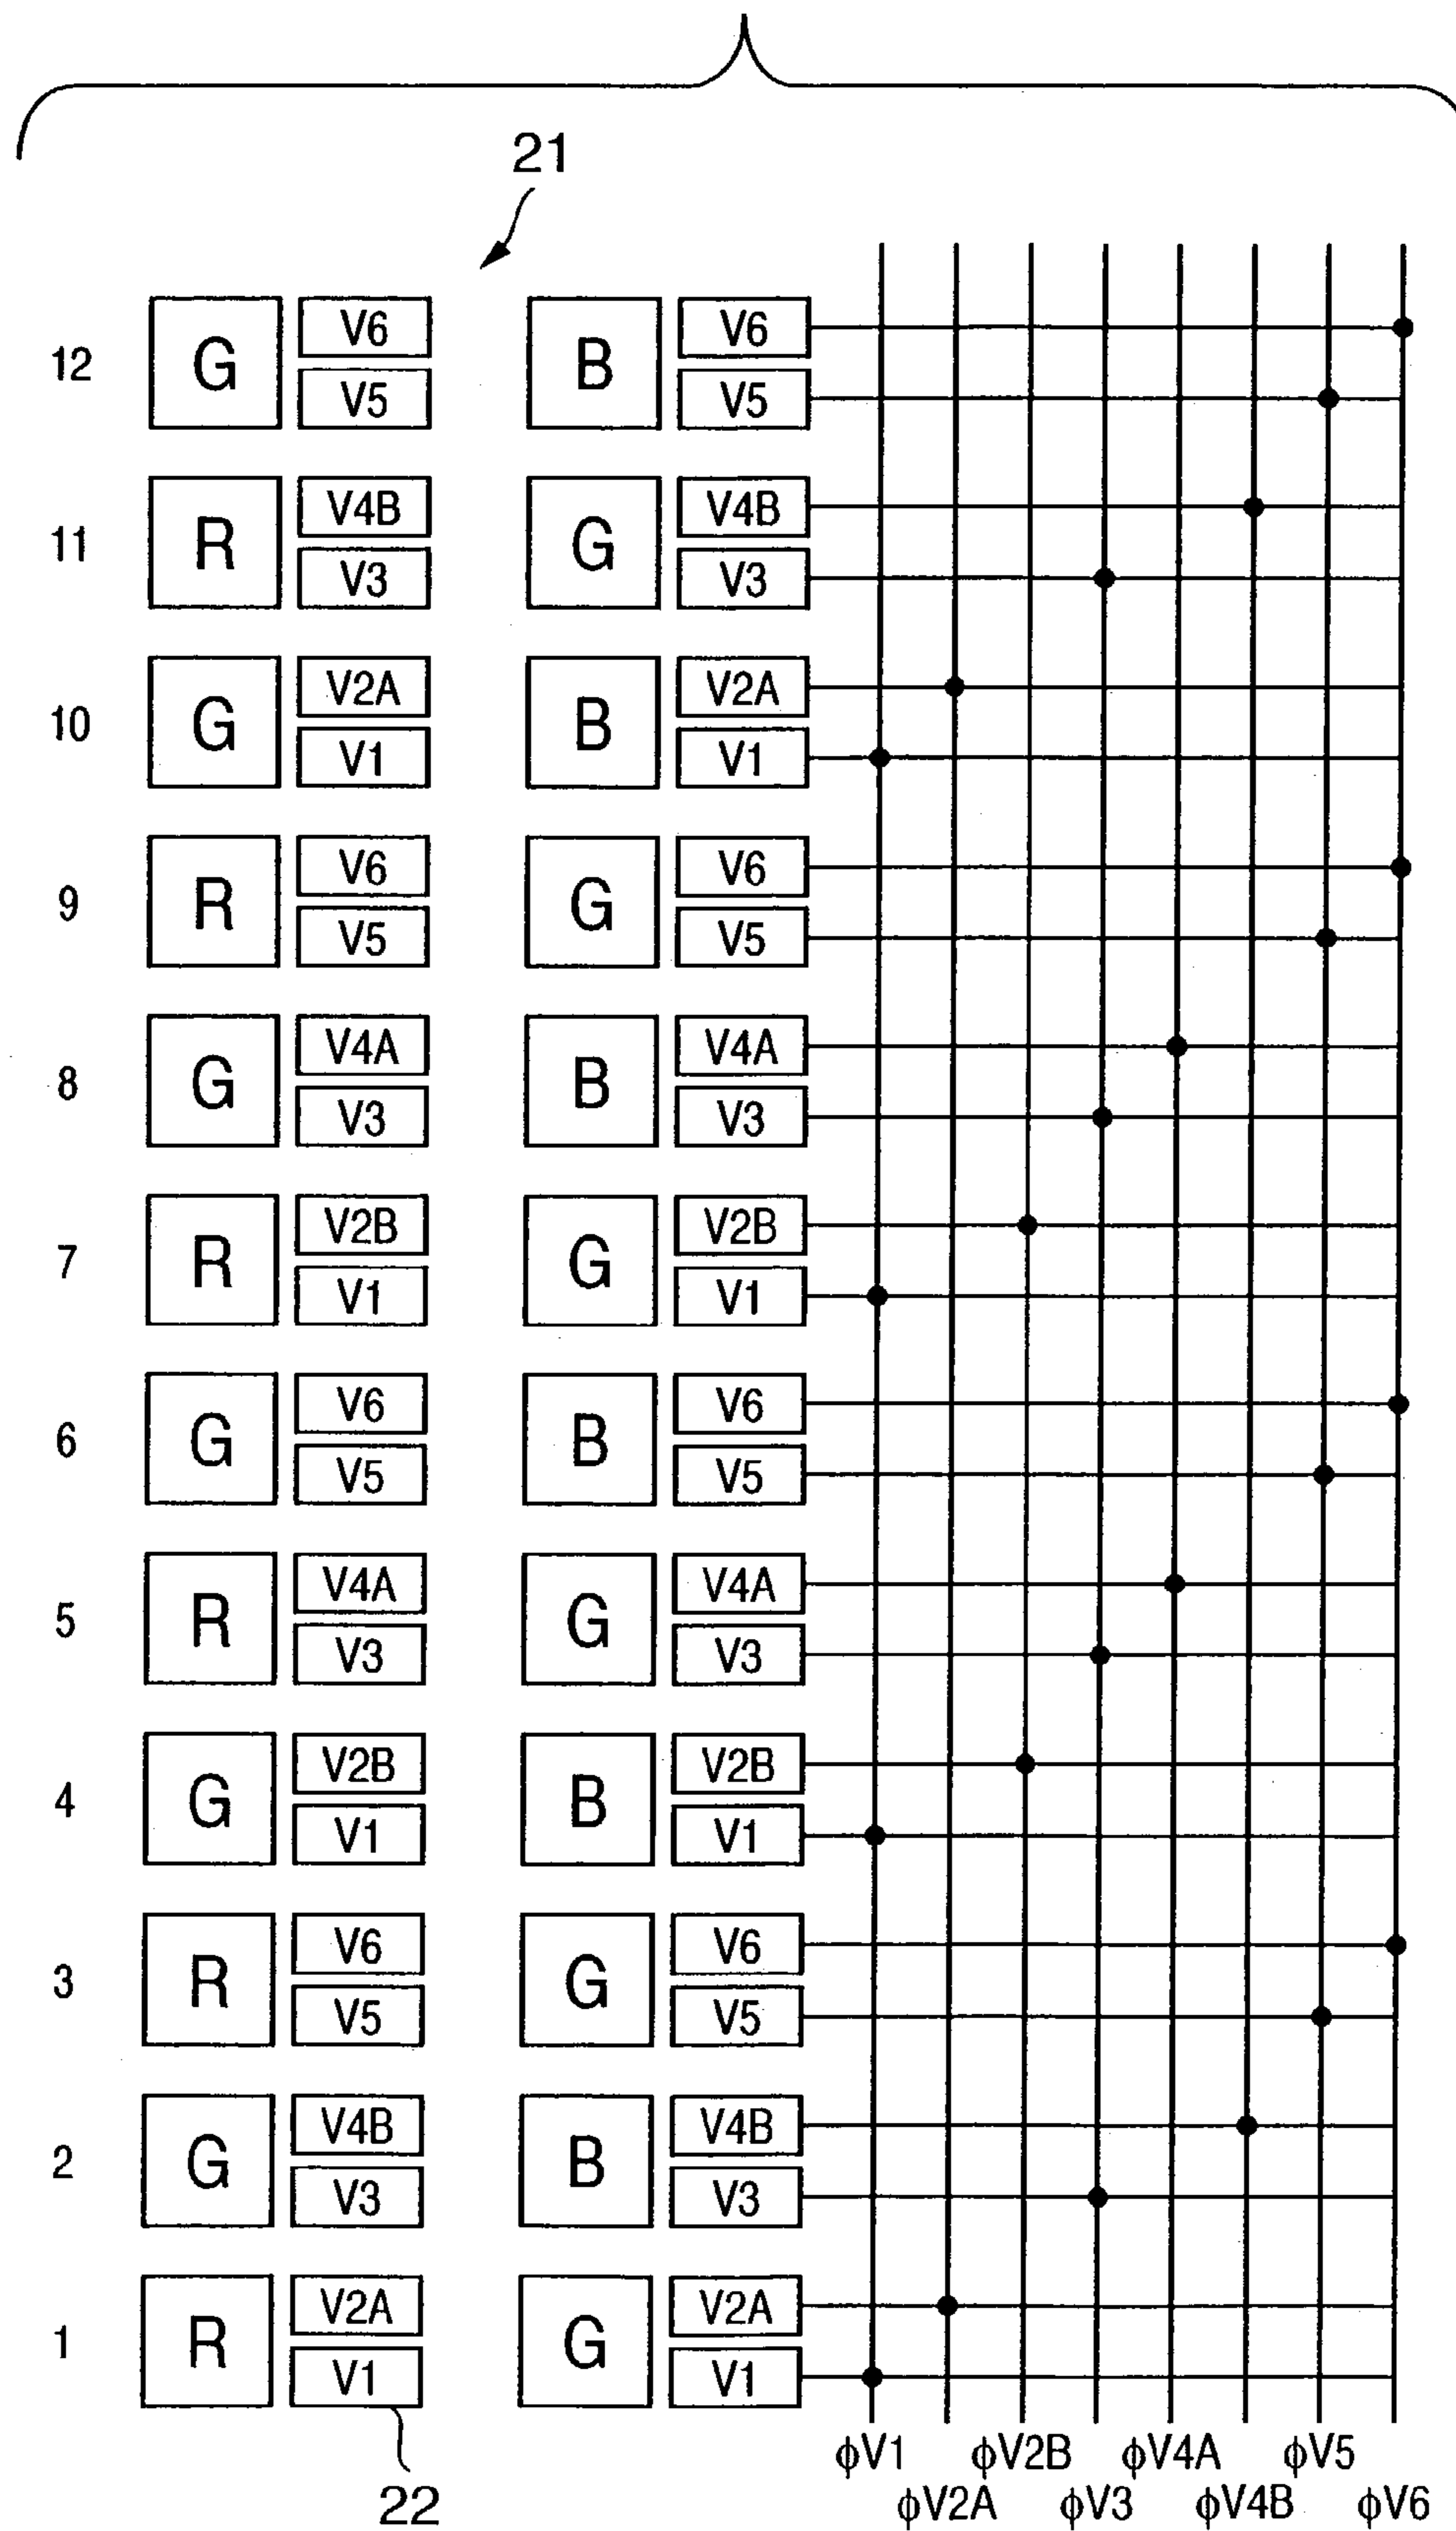 21
12 G V6 B V6
V5 V5
11 R V4B G V4B
V3 V3
10 G V2A B V2A
V1 V1
9 R V6 G V6
V5 V5
8 G V4A B V4A
V3 V3
7 R V2B G V2B
V1 V1
6 G V6 B V6
V5 V5
5 R V4A G V4A
V3 V3
4 G V2B B V2B
V1 V1
3 R V6 G V6
V5 V5
2 G V4B B V4B
V3 V3
1 R V2A G V2A
V1 V1
22
ϕV1 ϕV2B ϕV4A ϕV5
ϕV2A ϕV3 ϕV4B ϕV6